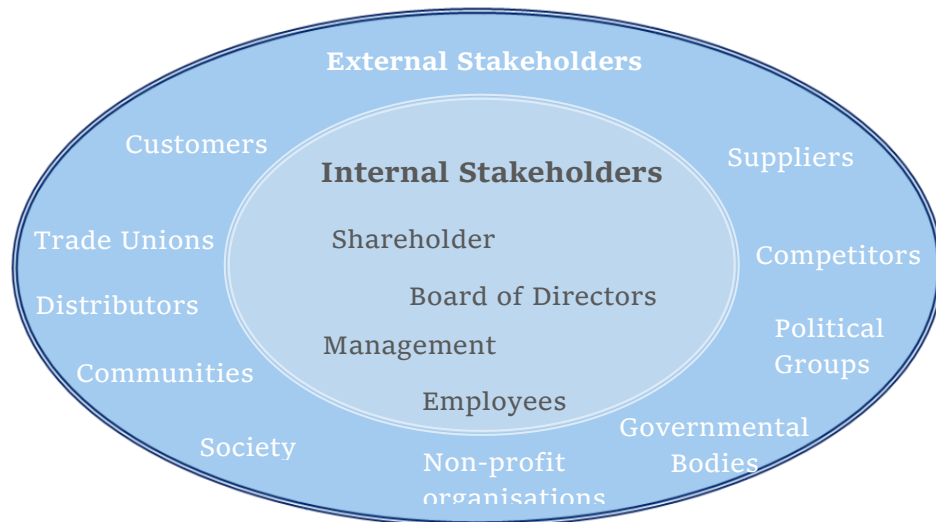 External Stakeholders
Customers
Suppliers
Internal Stakeholders
Trade Unions
Shareholder
Competitors
Distributors
Board of Directors
Political
Groups
Management
Communities
Employees
Governmental
Bodies
Society
Non-profit
organisations